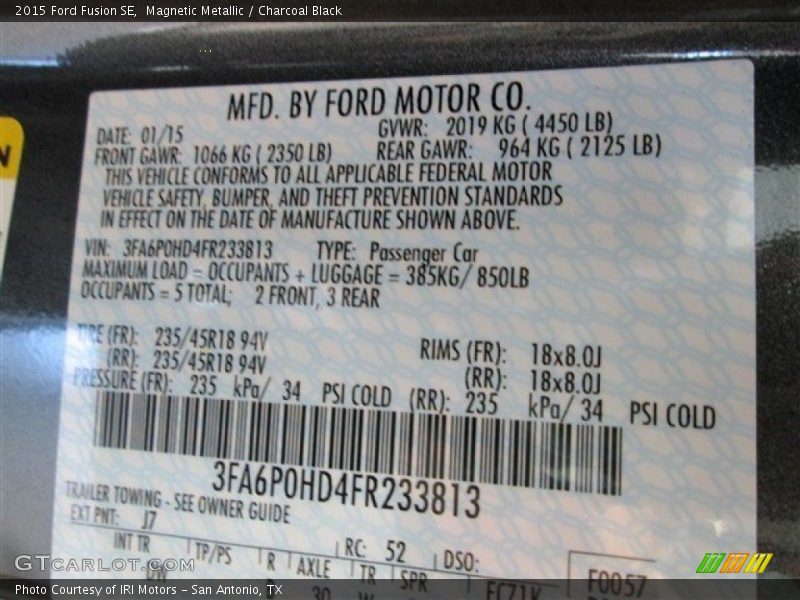 2015 Ford Fusion SE, Magnetic Metallic / Charcoal Black
MFD. BY FORD MOTOR CO.
DATE: 01/15 GVWR: 2019 KG ( 4450 LB)
FRONT GAWR: 1066 KG ( 2350 LB) REAR GAWR: 964 KG ( 2125 LB)
THIS VEHICLE CONFORMS TO ALL APPLICABLE FEDERAL MOTOR
VEHICLE SAFETY, BUMPER, AND THEFT PREVENTION STANDARDS
IN EFFECT ON THE DATE OF MANUFACTURE SHOWN ABOVE.
VIN: 3FA6P0HD4FR233813 TYPE: Passenger Car
MAXIMUM LOAD = OCCUPANTS + LUGGAGE = 385KG/ 850LB
OCCUPANTS = 5 TOTAL; 2 FRONT, 3 REAR
TIRE (FR): 235/45R18 94V RIMS (FR): 18x8.0J
(RR): 235/45R18 94V (RR): 18x8.0J
PRESSURE (FR): 235 kPa/ 34 PSI COLD (RR): 235 kPa/ 34 PSI COLD
3FA6P0HD4FR233813
TRAILER TOWING - SEE OWNER GUIDE
EXT PNT: J7 RC: 52 DSO:
INT TR TP/PS R AXLE TR SPR F0057
GTCarLot.com
Photo Courtesy of IRI Motors – San Antonio, TX